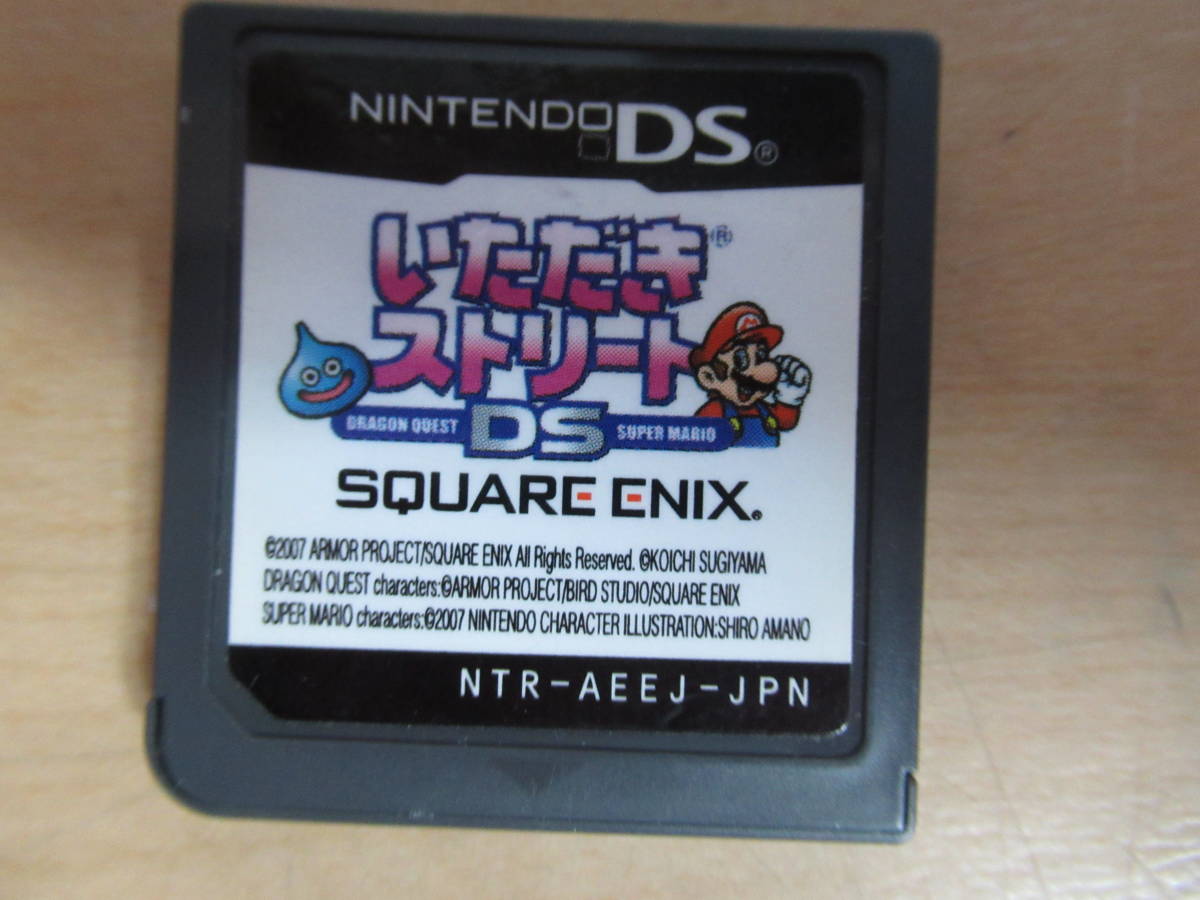 NINTENDO DS®
いただき®
ストリート
DRAGON QUEST DS SUPER MARIO
SQUARE ENIX.
©2007 ARMOR PROJECT/SQUARE ENIX All Rights Reserved. ©KOICHI SUGIYAMA
DRAGON QUEST characters:©ARMOR PROJECT/BIRD STUDIO/SQUARE ENIX
SUPER MARIO characters:©2007 NINTENDO CHARACTER ILLUSTRATION:SHIRO AMANO
NTR-AEEJ-JPN